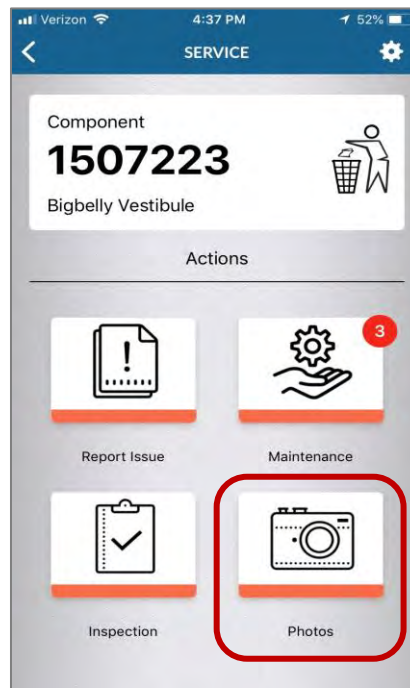 Verizon 4:37 PM 52%
SERVICE
Component
1507223
Bigbelly Vestibule
Actions
3
Report Issue Maintenance
Inspection Photos